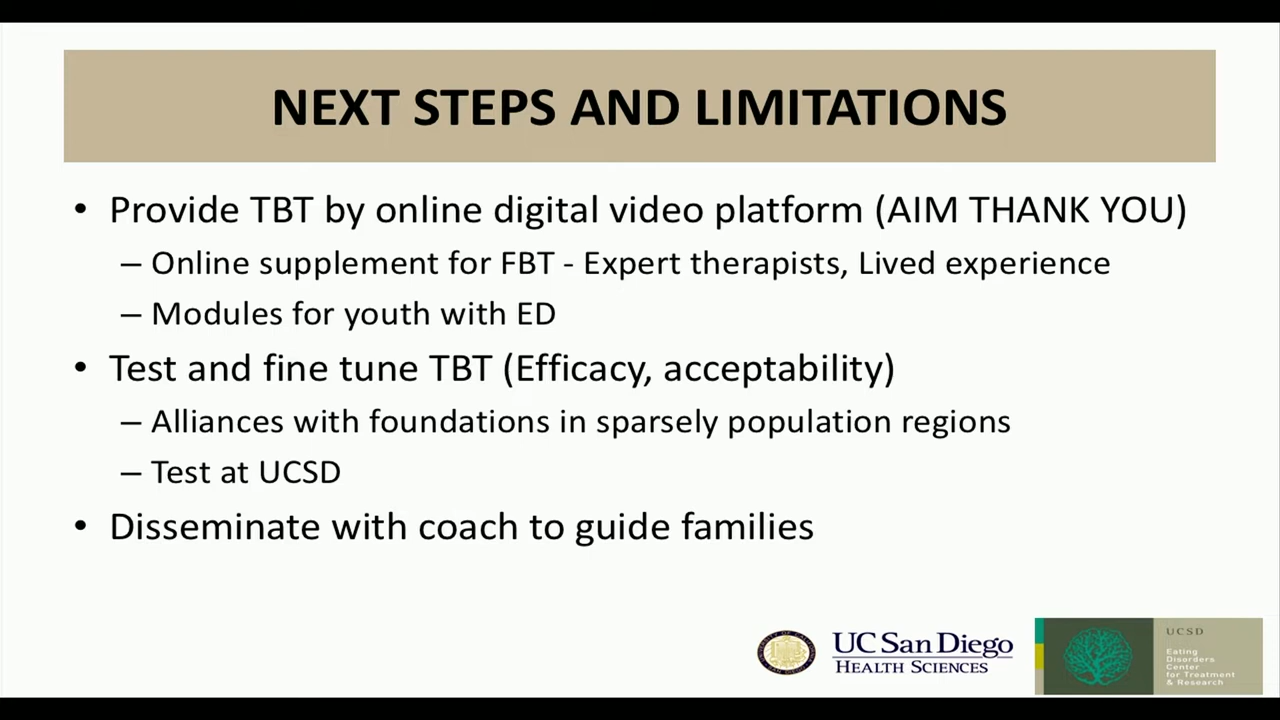 NEXT STEPS AND LIMITATIONS
• Provide TBT by online digital video platform (AIM THANK YOU)
– Online supplement for FBT - Expert therapists, Lived experience
– Modules for youth with ED
• Test and fine tune TBT (Efficacy, acceptability)
– Alliances with foundations in sparsely population regions
– Test at UCSD
• Disseminate with coach to guide families
UC San Diego
HEALTH SCIENCES
UCSD
Eating
Disorders
Center
for Treatment
& Research